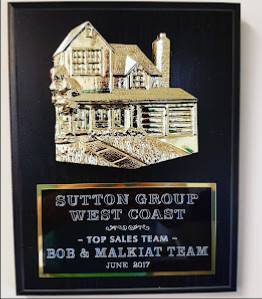 SUTTON GROUP
WEST COAST
- TOP SALES TEAM -
BOB & MALKIAT TEAM
JUNE 2017